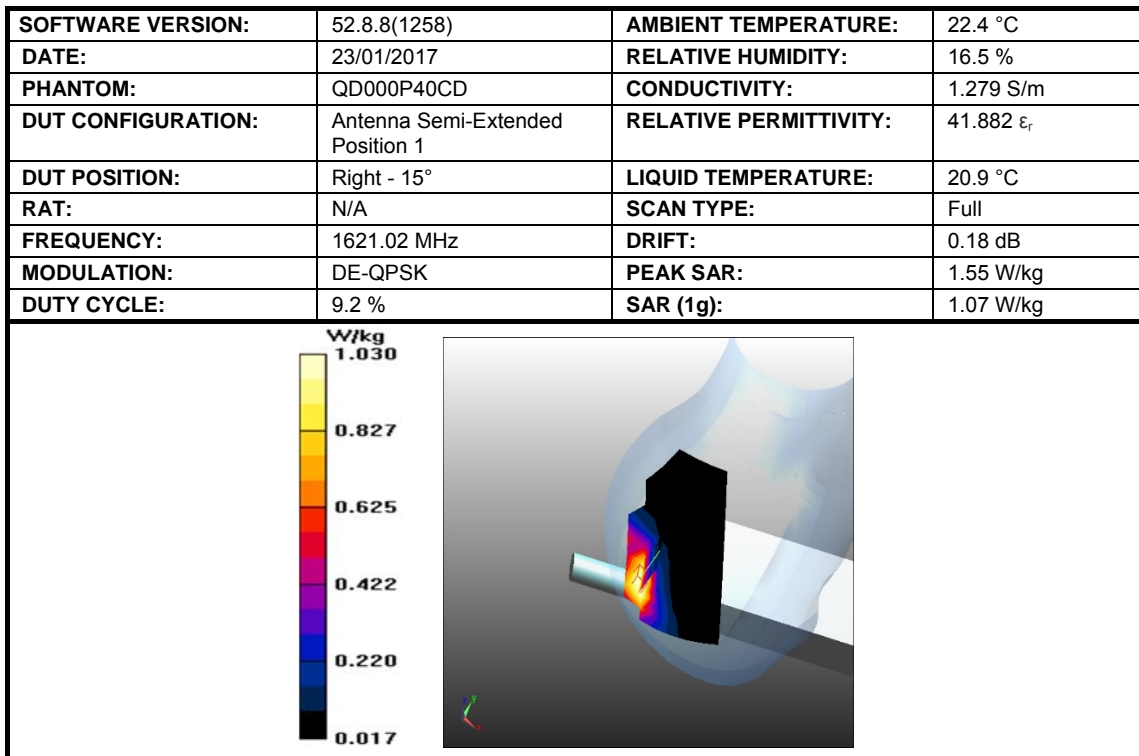 SOFTWARE VERSION: 52.8.8(1258) AMBIENT TEMPERATURE: 22.4 °C
DATE: 23/01/2017 RELATIVE HUMIDITY: 16.5 %
PHANTOM: QD000P40CD CONDUCTIVITY: 1.279 S/m
DUT CONFIGURATION: Antenna Semi-Extended RELATIVE PERMITTIVITY: 41.882 εr
Position 1
DUT POSITION: Right - 15° LIQUID TEMPERATURE: 20.9 °C
RAT: N/A SCAN TYPE: Full
FREQUENCY: 1621.02 MHz DRIFT: 0.18 dB
MODULATION: DE-QPSK PEAK SAR: 1.55 W/kg
DUTY CYCLE: 9.2 % SAR (1g): 1.07 W/kg
W/kg
1.030
0.827
0.625
0.422
0.220
0.017
z Y
x